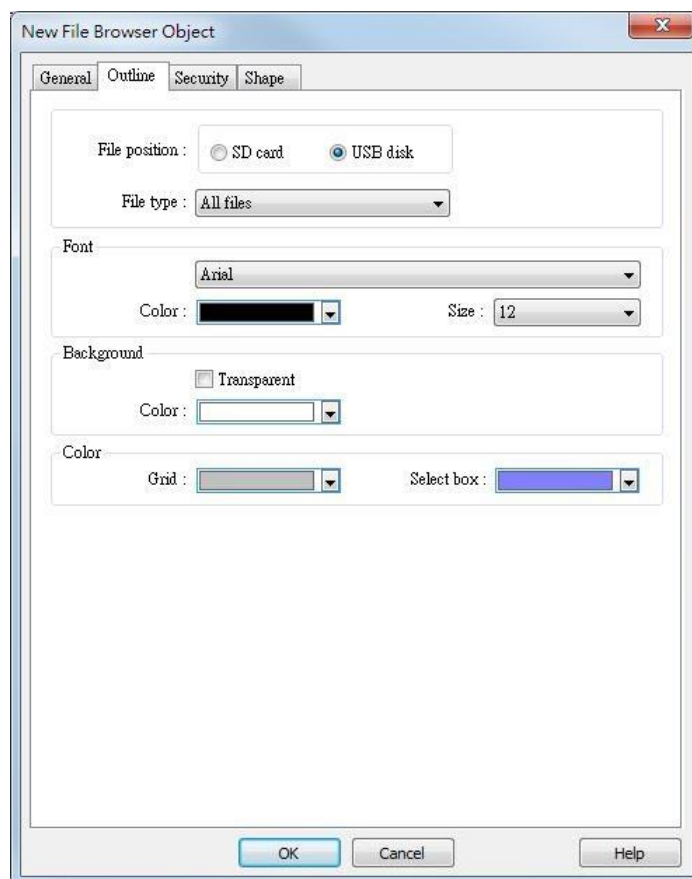 New File Browser Object
General Outline Security Shape
File position : SD card USB disk
File type : All files
Font
Arial
Color : Size : 12
Background
Transparent
Color :
Color
Grid : Select box :
OK Cancel Help